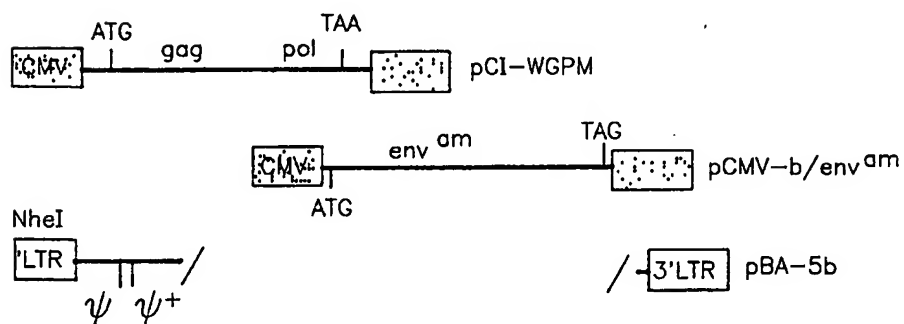 ATG gag pol TAA
CMV pCI-WGPM
env am TAG
CMV pCMV-b/env am
ATG
NheI
'LTR 3'LTR pBA-5b
ψ ψ+